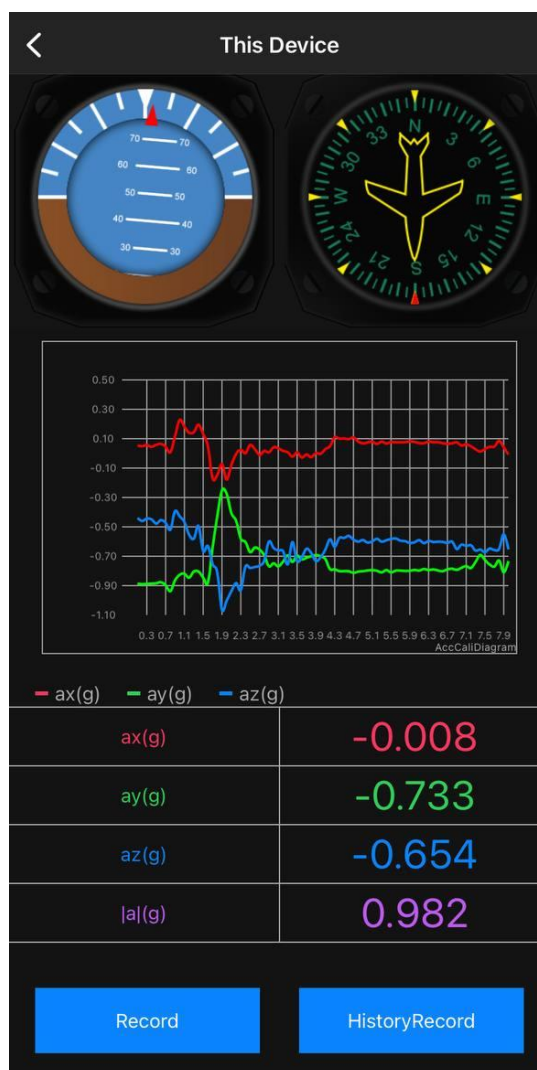 This Device
70 70
60 60
50 50
40 40
30 30
N
33 3
30 6
W E
24 12
21 15
S
0.50
0.30
0.10
-0.10
-0.30
-0.50
-0.70
-0.90
-1.10
0.3 0.7 1.1 1.5 1.9 2.3 2.7 3.1 3.5 3.9 4.3 4.7 5.1 5.5 5.9 6.3 6.7 7.1 7.5 7.9
AccCaliDiagram
ax(g) ay(g) az(g)
ax(g) -0.008
ay(g) -0.733
az(g) -0.654
|a|(g) 0.982
Record HistoryRecord